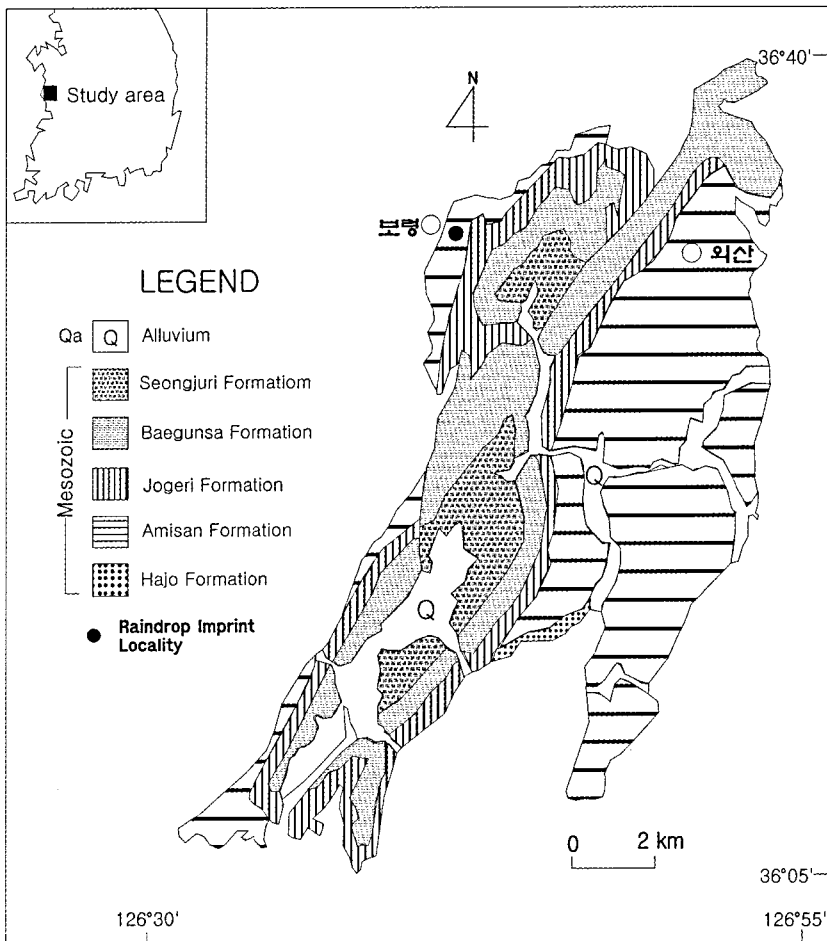 36°40'
Study area
N
보령
외산
LEGEND
Qa Q Alluvium
Seongjuri Formatiom
Baegunsa Formation
Jogeri Formation
Amisan Formation
Hajo Formation
Mesozoic
Raindrop Imprint
Locality
Q
Q
0 2 km
36°05'
126°30'
126°55'